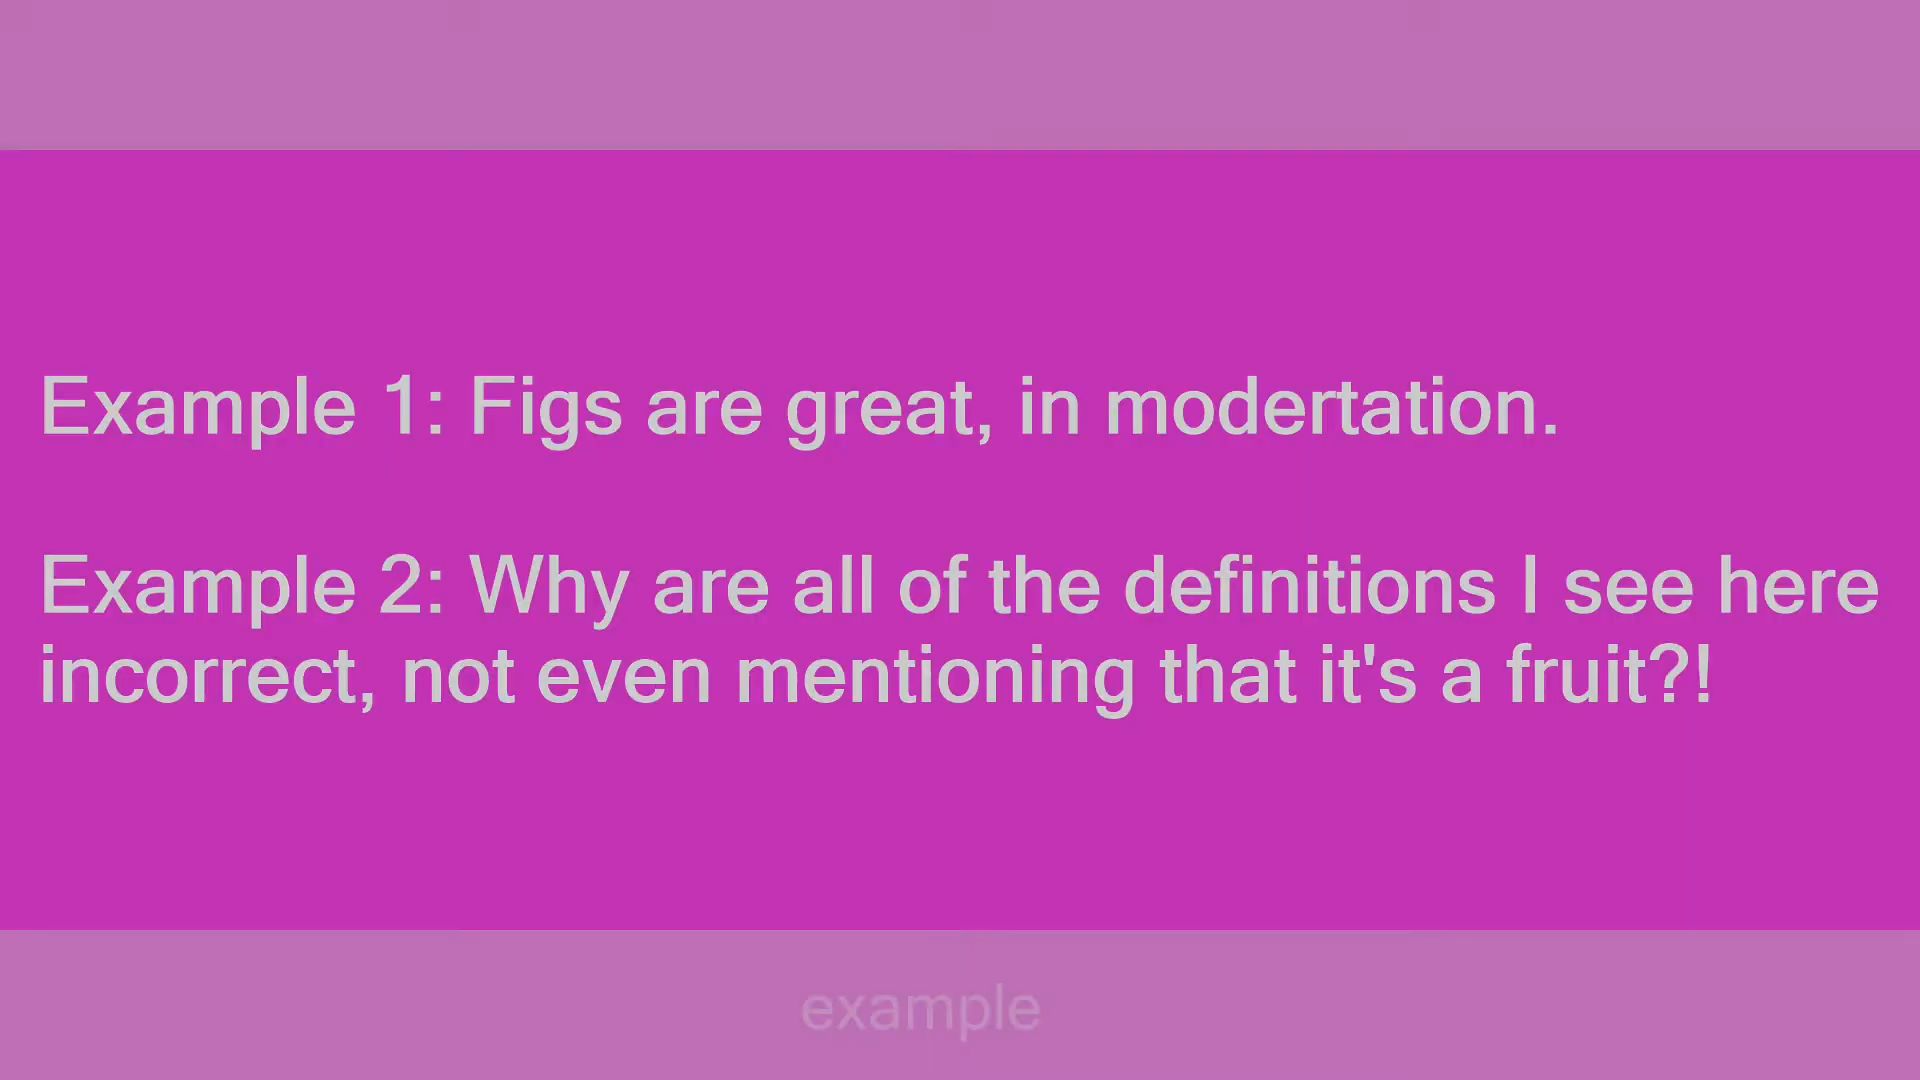 Example 1: Figs are great, in modertation.
Example 2: Why are all of the definitions I see here
incorrect, not even mentioning that it's a fruit?!
example